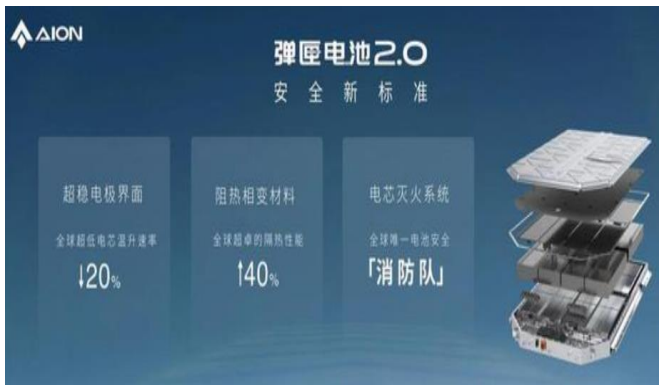 AION
弹匣电池2.0
安全新标准
超稳电极界面
全球超低电芯温升速率
↓20%
阻热相变材料
全球超卓的隔热性能
↑40%
电芯灭火系统
全球唯一电池安全
「消防队」